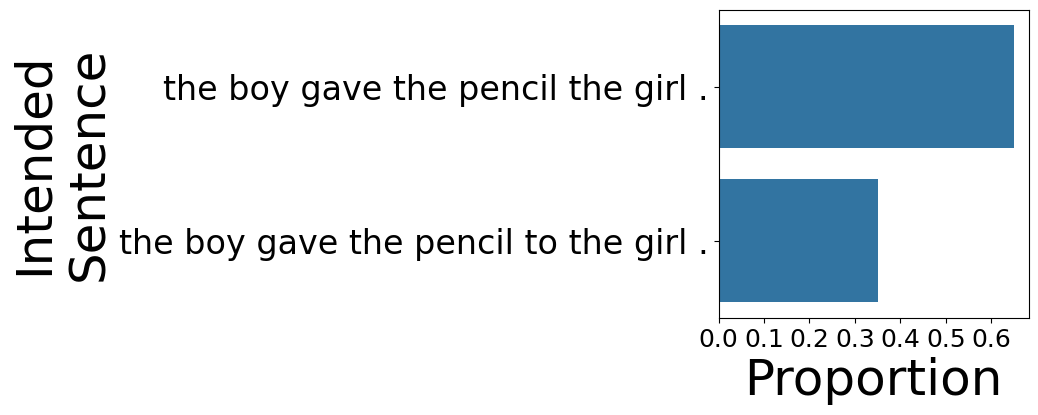 Intended
Sentence
the boy gave the pencil the girl .
the boy gave the pencil to the girl .
0.0 0.1 0.2 0.3 0.4 0.5 0.6
Proportion